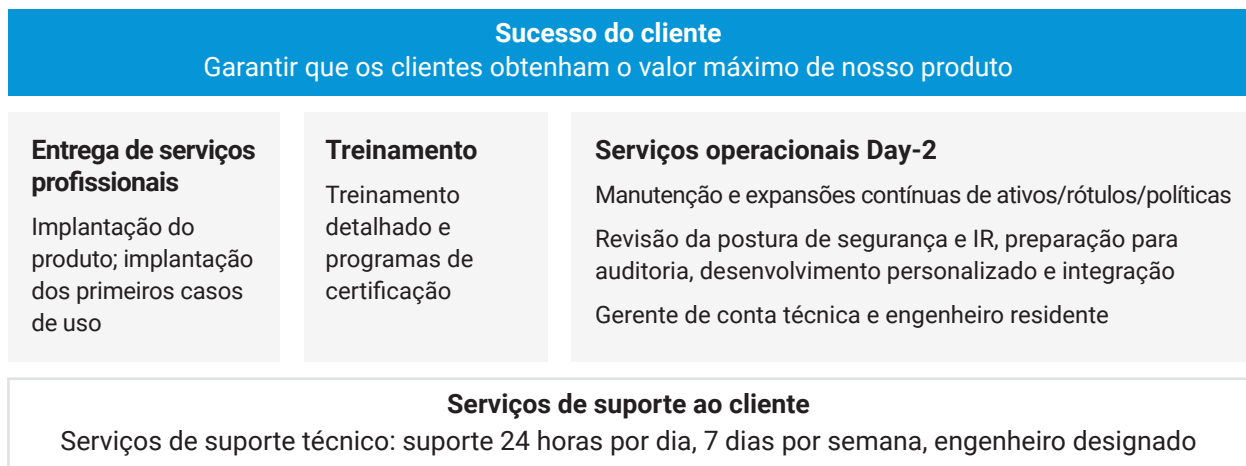 Sucesso do cliente
Garantir que os clientes obtenham o valor máximo de nosso produto
Entrega de serviços
profissionais
Implantação do
produto; implantação
dos primeiros casos
de uso
Treinamento
Treinamento
detalhado e
programas de
certificação
Serviços operacionais Day-2
Manutenção e expansões contínuas de ativos/rótulos/políticas
Revisão da postura de segurança e IR, preparação para
auditoria, desenvolvimento personalizado e integração
Gerente de conta técnica e engenheiro residente
Serviços de suporte ao cliente
Serviços de suporte técnico: suporte 24 horas por dia, 7 dias por semana, engenheiro designado